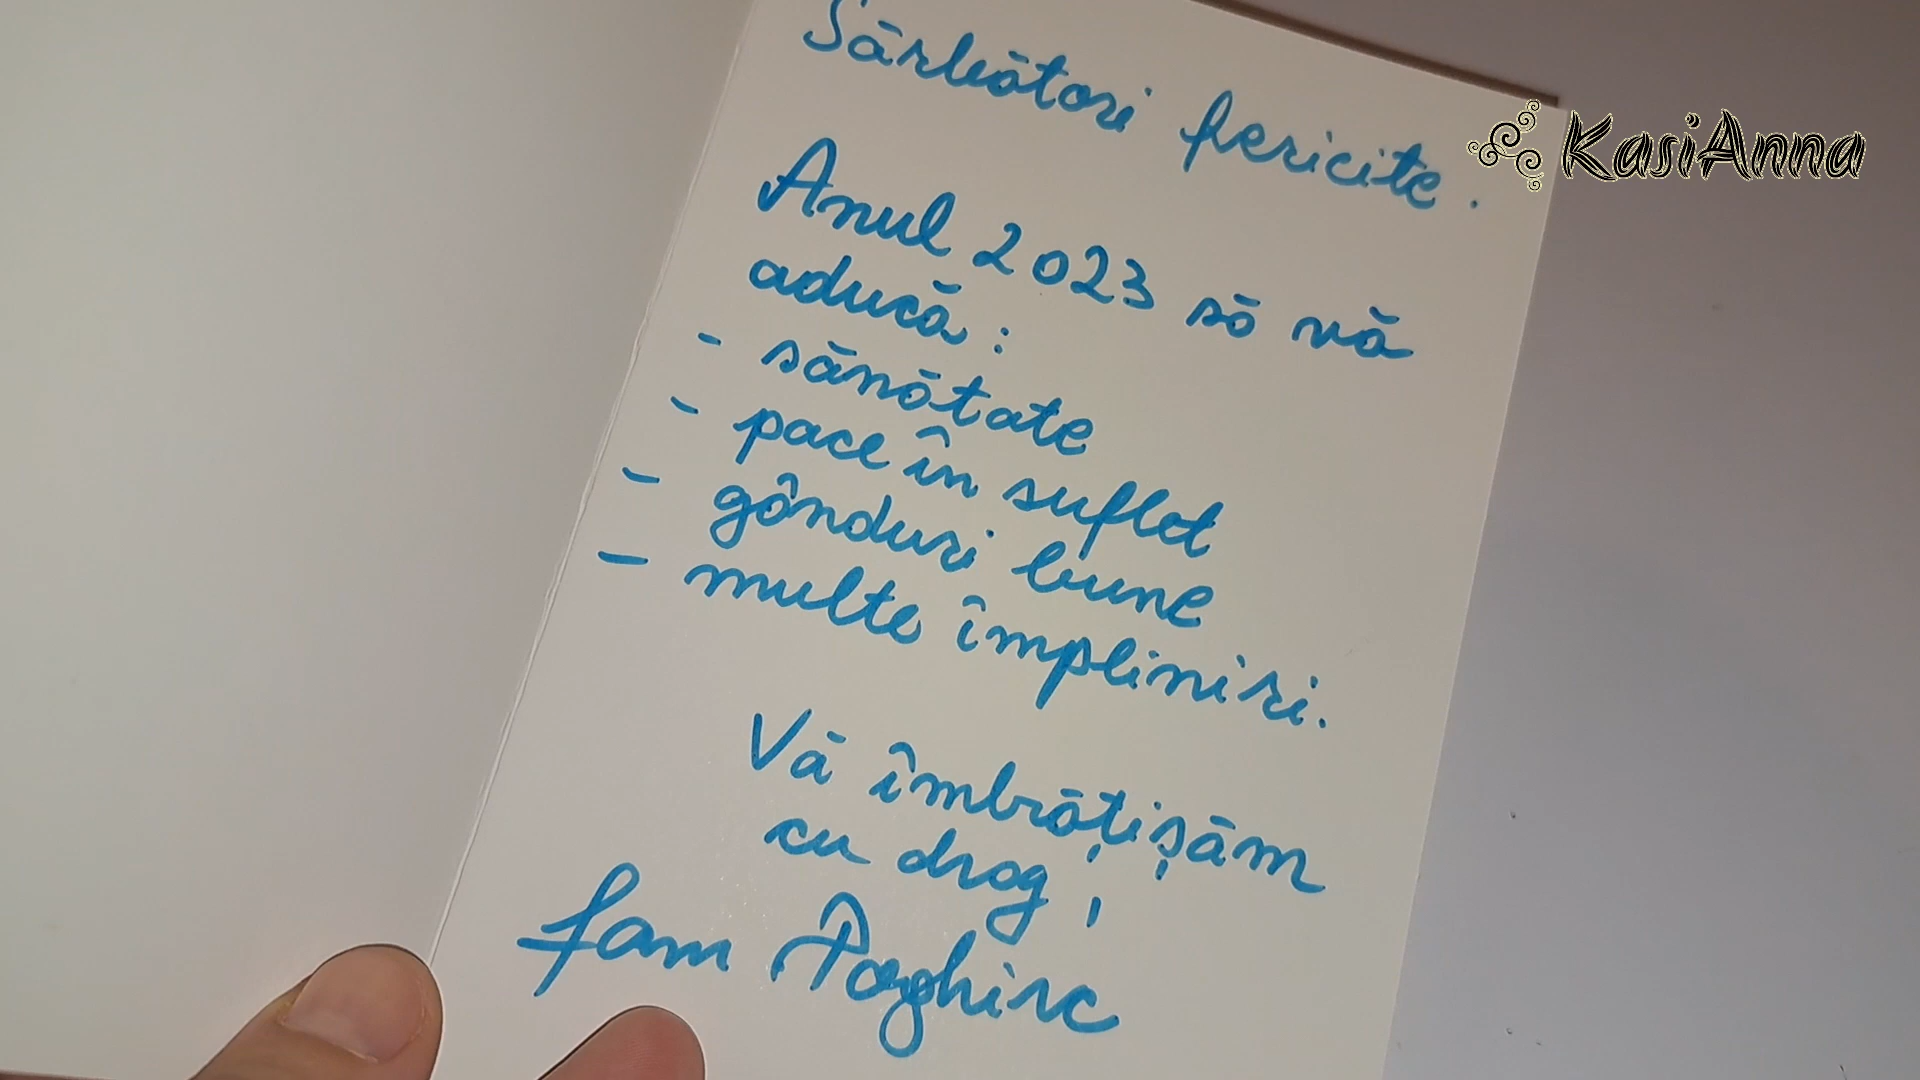 Sărbători fericite.
KasiAnna
Anul 2023 să vă
aducă:
- sănătate
- pace în suflet
- gânduri bune
- multe împliniri.
Vă îmbrățișăm
cu drag,
fam Poghirc